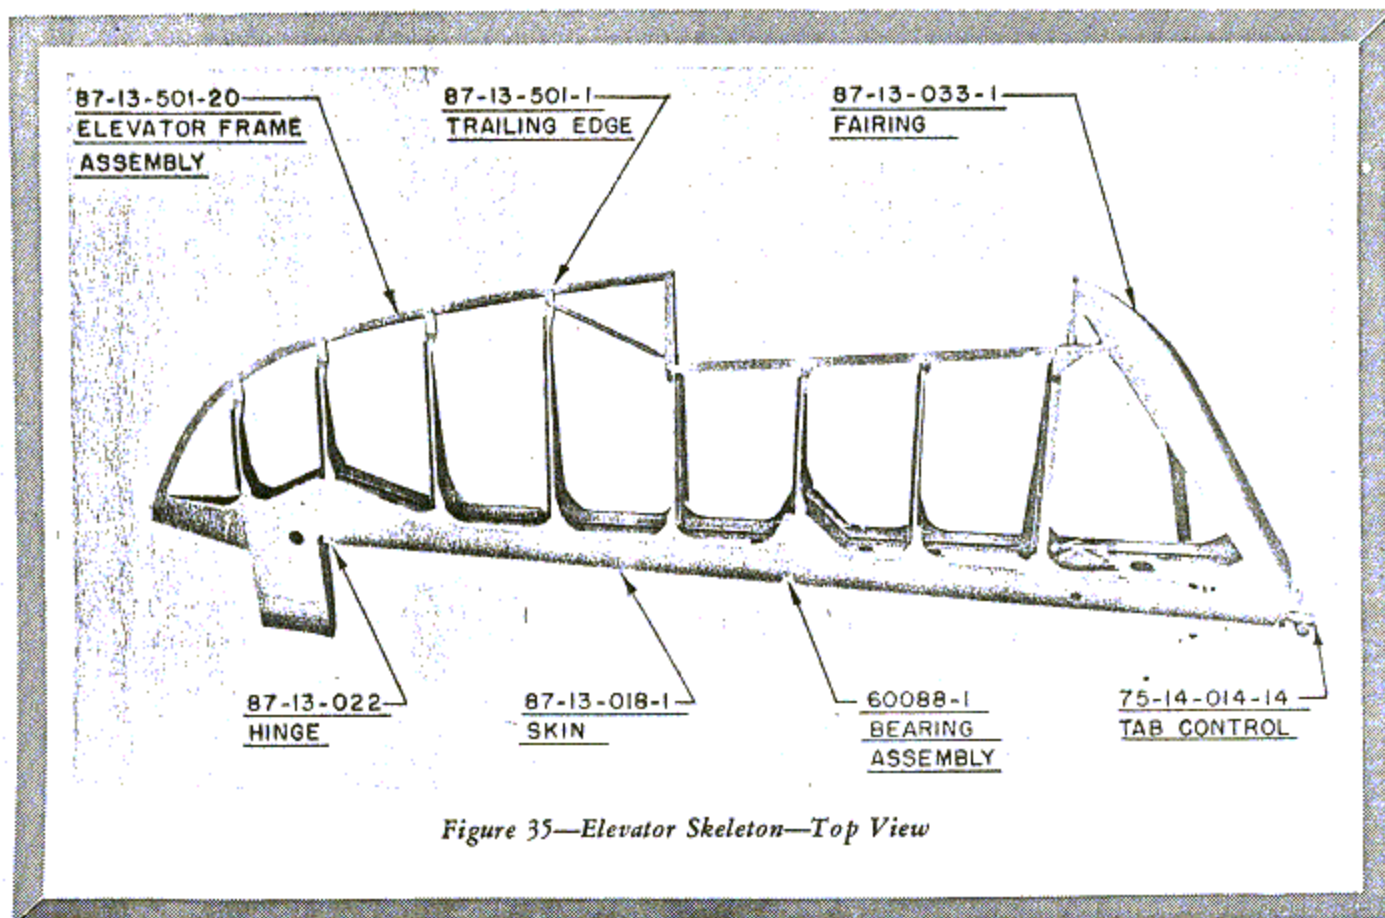 87-13-501-20
ELEVATOR FRAME
ASSEMBLY
87-13-501-1
TRAILING EDGE
87-13-033-1
FAIRING
87-13-022
HINGE
87-13-018-1
SKIN
60088-1
BEARING
ASSEMBLY
75-14-014-14
TAB CONTROL
Figure 35—Elevator Skeleton—Top View